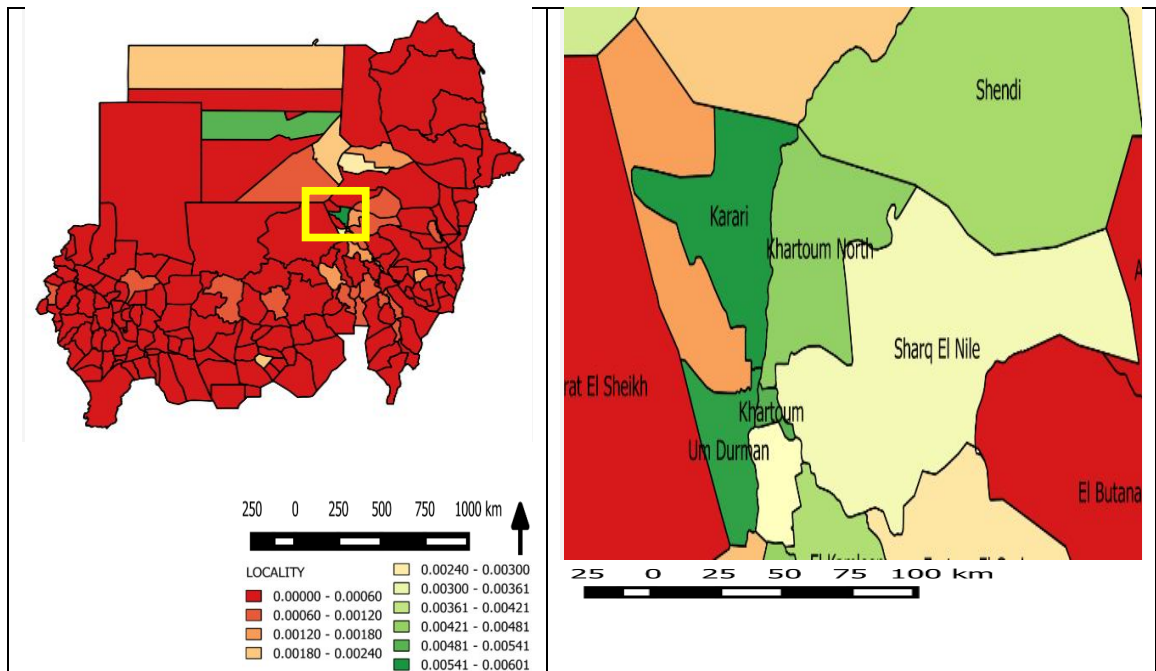 250 0 250 500 750 1000 km
LOCALITY
0.00000 - 0.00060
0.00060 - 0.00120
0.00120 - 0.00180
0.00180 - 0.00240
0.00240 - 0.00300
0.00300 - 0.00361
0.00361 - 0.00421
0.00421 - 0.00481
0.00481 - 0.00541
0.00541 - 0.00601
Shendi
Karari
Khartoum North
Sharq El Nile
rat El Sheikh
Khartoum
Um Durman
El Butana
A
25 0 25 50 75 100 km